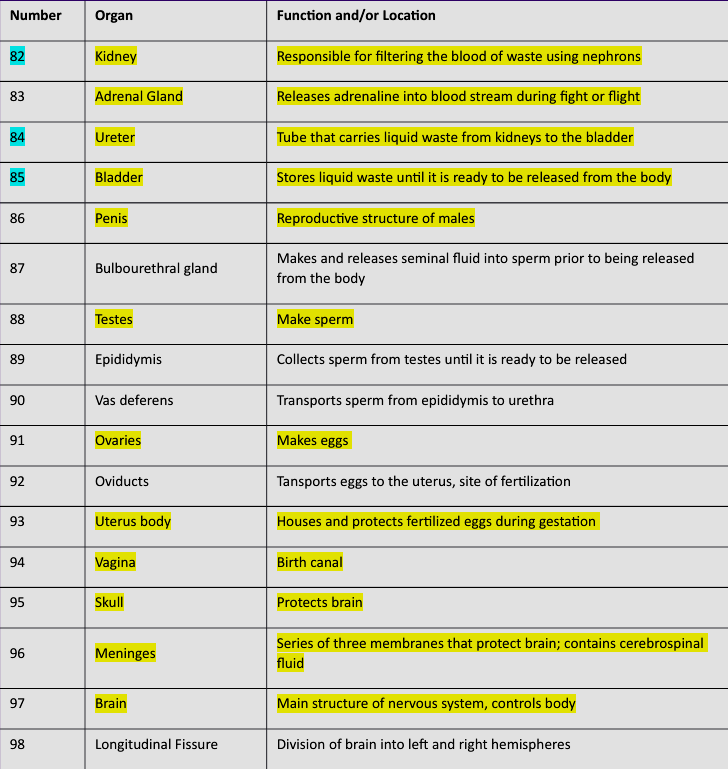 Number Organ Function and/or Location
82 Kidney Responsible for filtering the blood of waste using nephrons
83 Adrenal Gland Releases adrenaline into blood stream during fight or flight
84 Ureter Tube that carries liquid waste from kidneys to the bladder
85 Bladder Stores liquid waste until it is ready to be released from the body
86 Penis Reproductive structure of males
87 Bulbourethral gland Makes and releases seminal fluid into sperm prior to being released
from the body
88 Testes Make sperm
89 Epididymis Collects sperm from testes until it is ready to be released
90 Vas deferens Transports sperm from epididymis to urethra
91 Ovaries Makes eggs
92 Oviducts Tansports eggs to the uterus, site of fertilization
93 Uterus body Houses and protects fertilized eggs during gestation
94 Vagina Birth canal
95 Skull Protects brain
96 Meninges Series of three membranes that protect brain; contains cerebrospinal
fluid
97 Brain Main structure of nervous system, controls body
98 Longitudinal Fissure Division of brain into left and right hemispheres